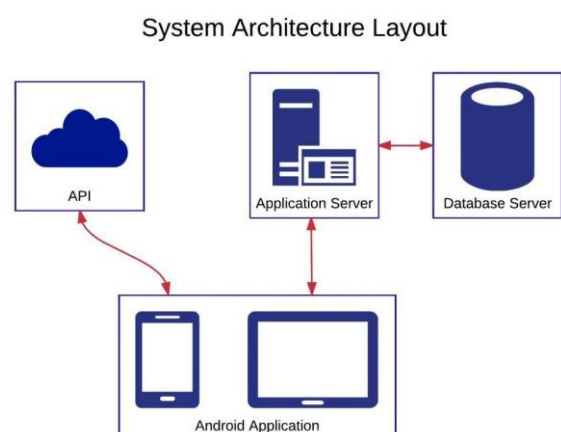 System Architecture Layout
API
Application Server
Database Server
Android Application